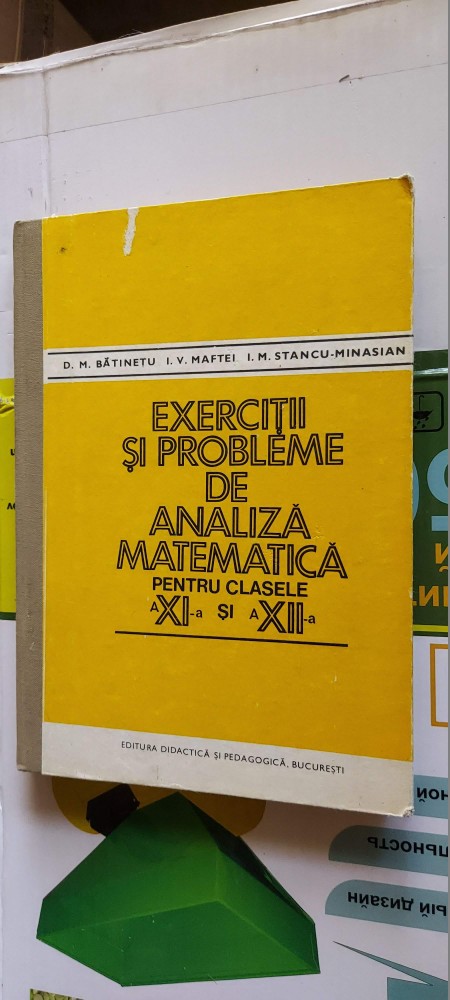 D. M. BĂTINEȚU I. V. MAFTEI I. M. STANCU-MINASIAN
EXERCIȚII
ȘI PROBLEME
DE
ANALIZĂ
MATEMATICĂ
PENTRU CLASELE
A XI-a ȘI A XII-a
EDITURA DIDACTICĂ ȘI PEDAGOGICĂ, BUCUREȘTI